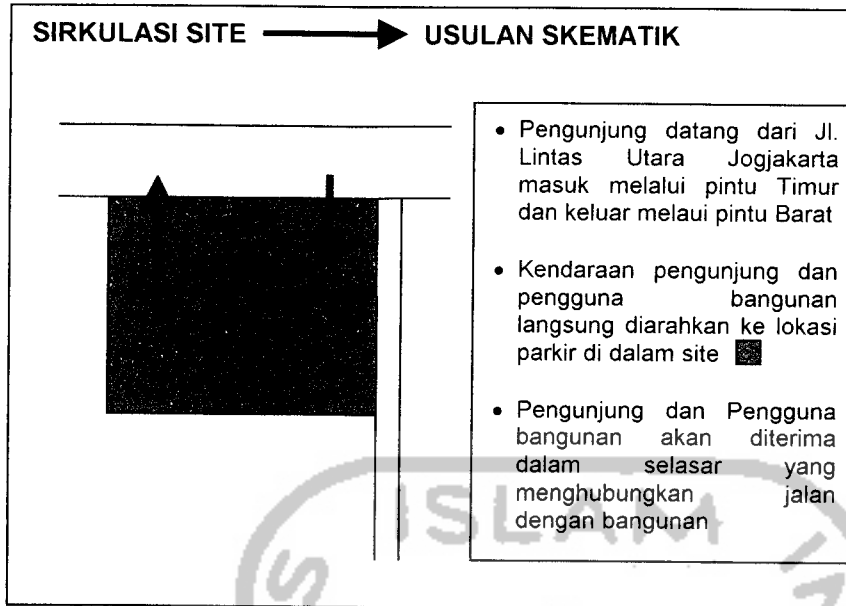 SIRKULASI SITE USULAN SKEMATIK
• Pengunjung datang dari Jl.
Lintas Utara Jogjakarta
masuk melalui pintu Timur
dan keluar melaui pintu Barat
• Kendaraan pengunjung dan
pengguna bangunan
langsung diarahkan ke lokasi
parkir di dalam site
• Pengunjung dan Pengguna
bangunan akan diterima
dalam selasar yang
menghubungkan jalan
dengan bangunan
ISLAM